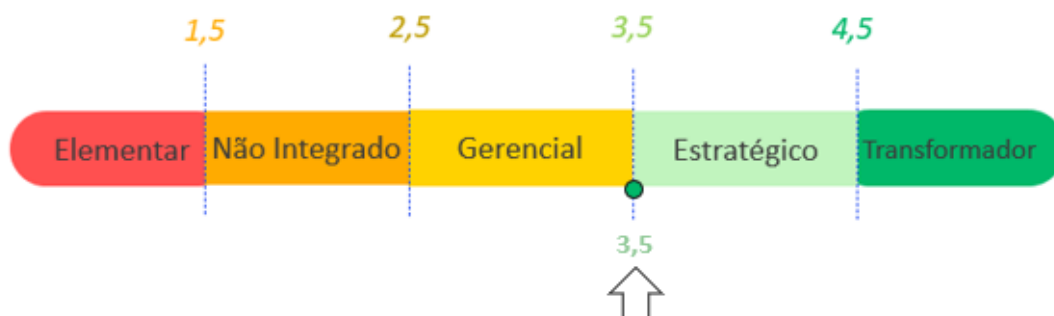 1,5 2,5 3,5 4,5
Elementar Não Integrado Gerencial Estratégico Transformador
3,5